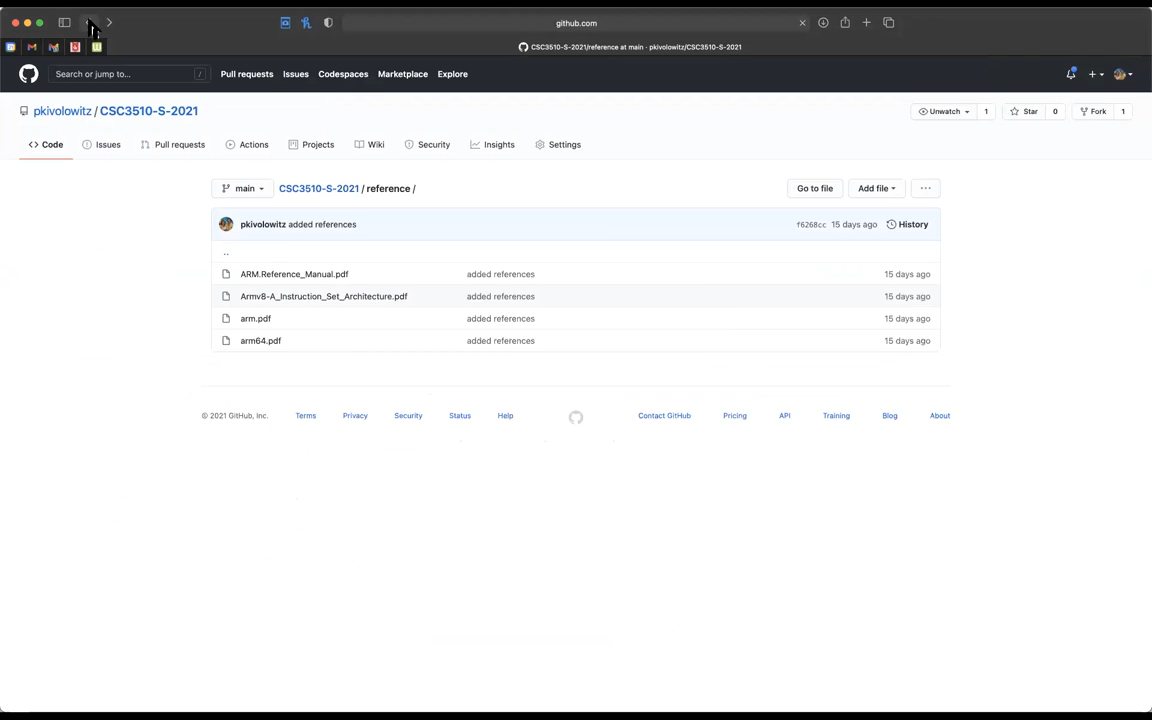 github.com
CSC3510-S-2021/reference at main · pkivolowitz/CSC3510-S-2021
Search or jump to... /
Pull requests Issues Codespaces Marketplace Explore
pkivolowitz / CSC3510-S-2021
Unwatch 1 Star 0 Fork 1
Code Issues Pull requests Actions Projects Wiki Security Insights Settings
main CSC3510-S-2021 / reference /
Go to file Add file ...
pkivolowitz added references f6268cc 15 days ago History
..
ARM.Reference_Manual.pdf added references 15 days ago
Armv8-A_Instruction_Set_Architecture.pdf added references 15 days ago
arm.pdf added references 15 days ago
arm64.pdf added references 15 days ago
© 2021 GitHub, Inc. Terms Privacy Security Status Help Contact GitHub Pricing API Training Blog About